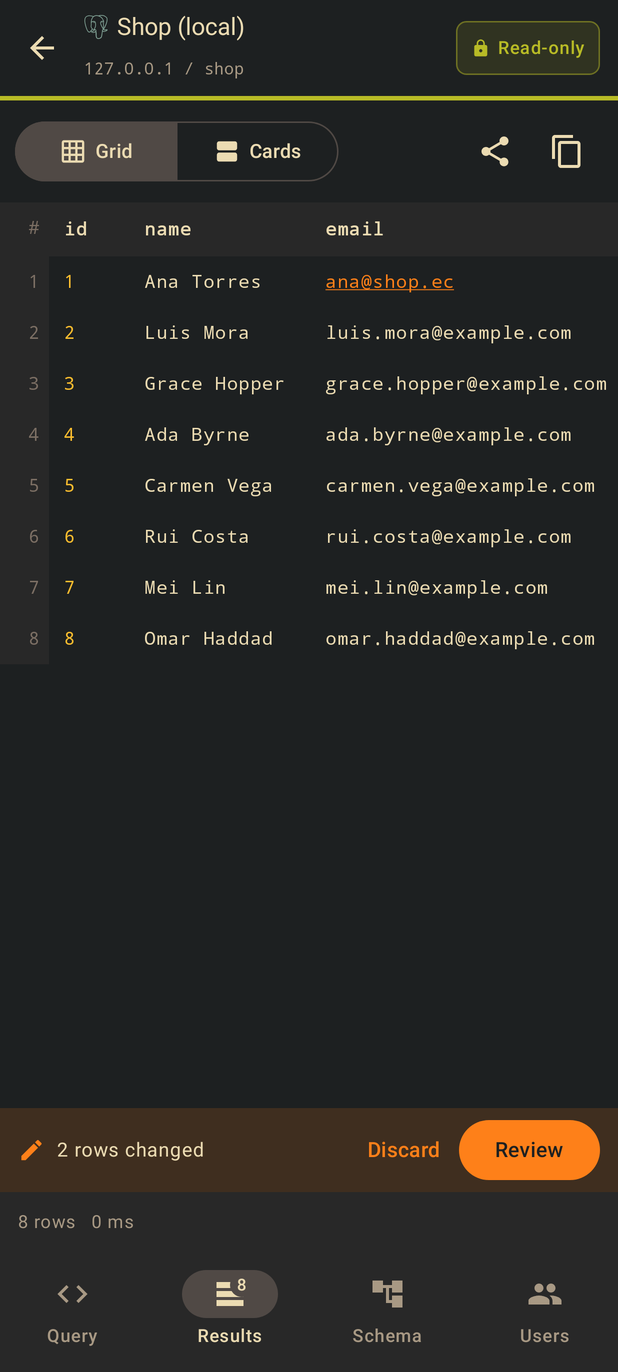 Shop (local)
127.0.0.1 / shop
Read-only
Grid Cards
# id name email
1 1 Ana Torres ana@shop.ec
2 2 Luis Mora luis.mora@example.com
3 3 Grace Hopper grace.hopper@example.com
4 4 Ada Byrne ada.byrne@example.com
5 5 Carmen Vega carmen.vega@example.com
6 6 Rui Costa rui.costa@example.com
7 7 Mei Lin mei.lin@example.com
8 8 Omar Haddad omar.haddad@example.com
2 rows changed Discard Review
8 rows 0 ms
8
Query Results Schema Users